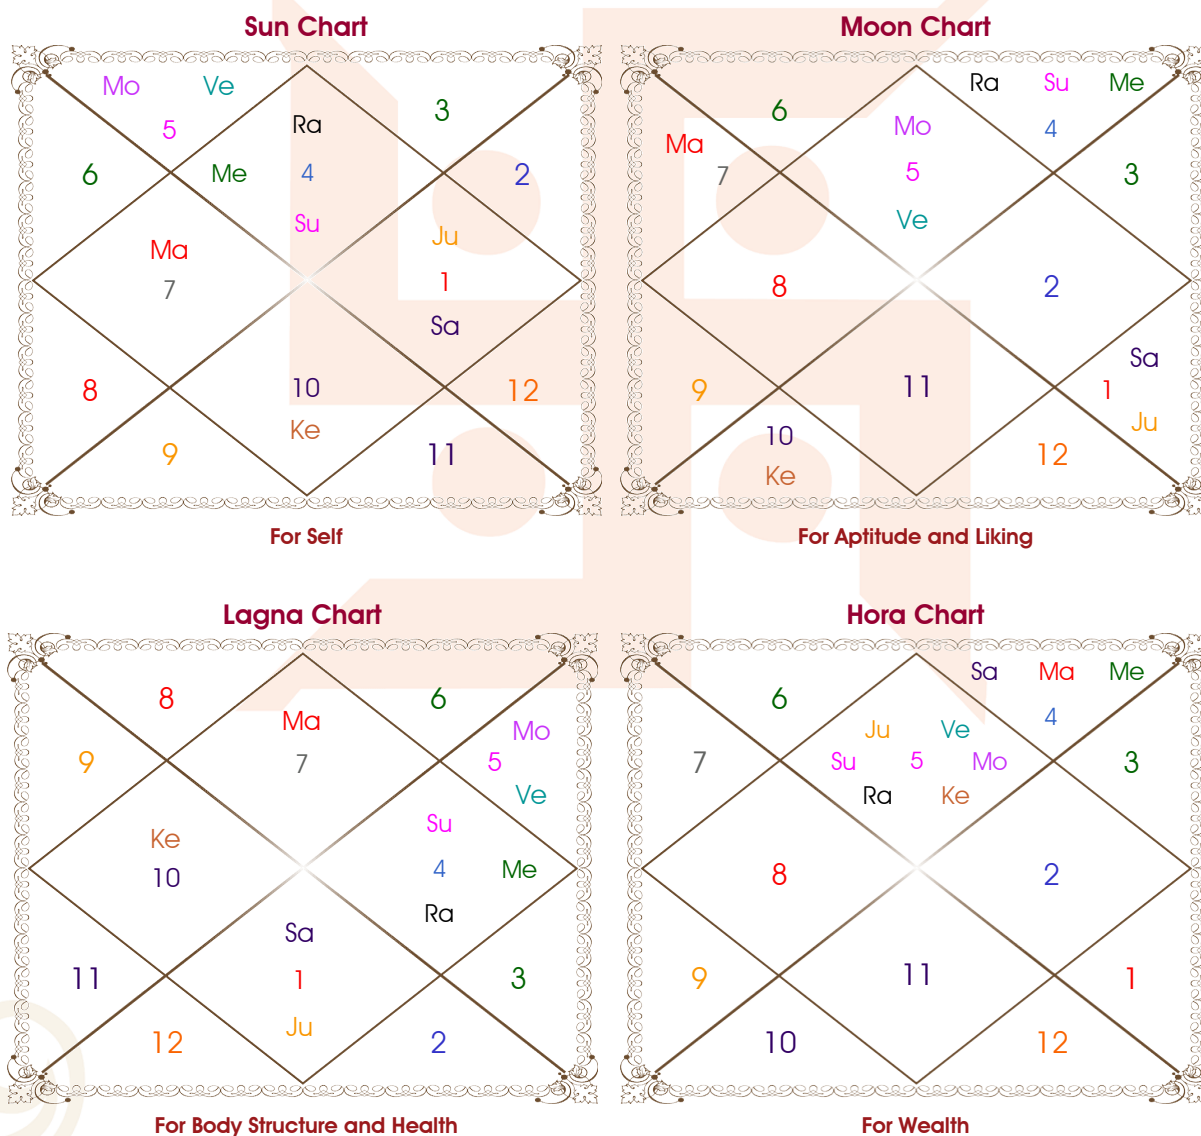 Sun Chart
Mo Ve
5
Ra
3
6
Me 4
2
Su
Ma
7
Ju
1
Sa
8
10
12
Ke
9
11
For Self
Moon Chart
Ra Su Me
6
Mo
4
Ma
7
5
3
Ve
8
2
Sa
9
11
1
Ju
10
Ke
12
For Aptitude and Liking
Lagna Chart
8
Ma
6
Mo
9
7
5
Ve
Su
Ke
10
4 Me
Ra
Sa
11
1
3
Ju
12
2
For Body Structure and Health
Hora Chart
Sa Ma Me
6
Ju Ve
4
7
Su 5 Mo
3
Ra Ke
8
2
9
11
1
10
12
For Wealth